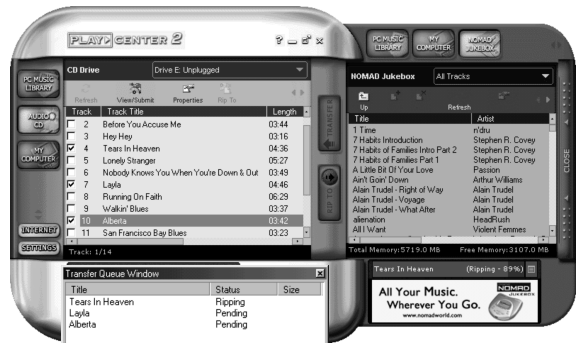 PLAY CENTER 2
? _ x
PC MUSIC LIBRARY
MY COMPUTER
NOMAD JUKEBOX
PC MUSIC LIBRARY
AUDIO CD
MY COMPUTER
INTERNET
SETTINGS
CD Drive
Drive E: Unplugged
Refresh View/Submit Properties Rip To
Track Track Title Length
2 Before You Accuse Me 03:44
3 Hey Hey 03:16
4 Tears In Heaven 04:36
5 Lonely Stranger 05:27
6 Nobody Knows You When You're Down & Out 03:49
7 Layla 04:46
8 Running On Faith 06:29
9 Walkin' Blues 03:37
10 Alberta 03:42
11 San Francisco Bay Blues 03:23
Track: 1/14
TRANSFER
RIP TO
NOMAD Jukebox
All Tracks
Up Refresh
Title Artist
1 Time n'dru
7 Habits Introduction Stephen R. Covey
7 Habits of Families Intro Part 2 Stephen R. Covey
7 Habits of Families Part 1 Stephen R. Covey
A Little Bit Of Your Love Passion
Ain't Goin' Down Arthur Williams
Alain Trudel - Right of Way Alain Trudel
Alain Trudel - Voyage Alain Trudel
Alain Trudel - What After Alain Trudel
alienation HeadRush
All I Want Violent Femmes
Total Memory:5719.0 MB Free Memory:3107.0 MB
CLOSE
Transfer Queue Window
Title Status Size
Tears In Heaven Ripping
Layla Pending
Alberta Pending
Tears In Heaven (Ripping - 89%)
All Your Music.
Wherever You Go.
www.nomadworld.com
NOMAD
JUKEBOX